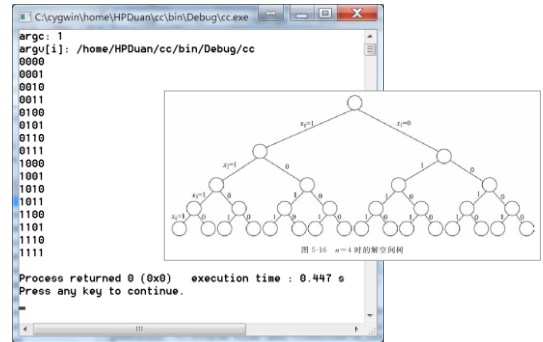 C:\cygwin\home\HPDuan\cc\bin\Debug\cc.exe
argc: 1
argv[i]: /home/HPDuan/cc/bin/Debug/cc
0000
0001
0010
0011
0100
0101
0110
0111
1000
1001
1010
1011
1100
1101
1110
1111
Process returned 0 (0x0) execution time : 0.447 s
Press any key to continue.
x₁=1 x₁=0
x₂=1 0 1 0
x₃=1 0 1 0 1 0 1 0
x₄=1 0 1 0 1 0 1 0 1 0 1 0 1 0 1 0
图 5-16 n=4 时的解空间树